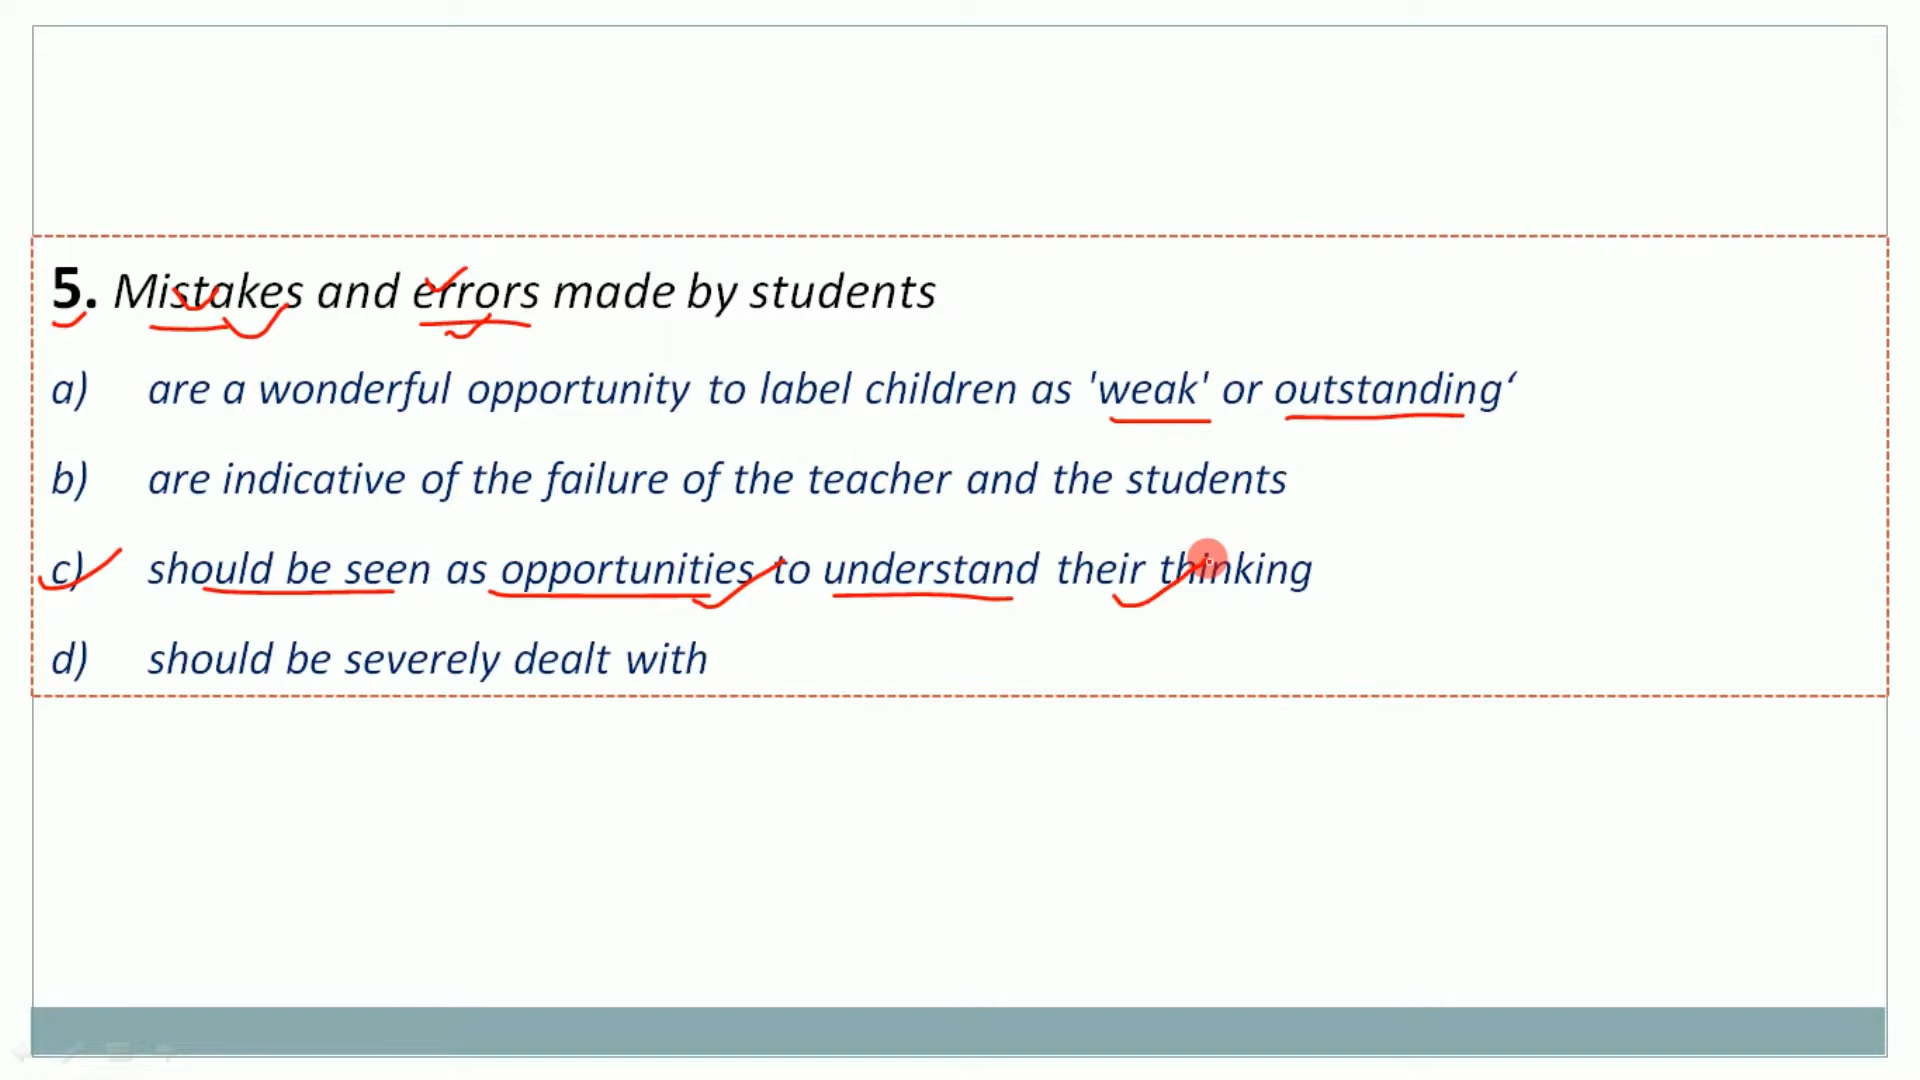 5. Mistakes and errors made by students
a) are a wonderful opportunity to label children as 'weak' or outstanding‘
b) are indicative of the failure of the teacher and the students
c) should be seen as opportunities to understand their thinking
d) should be severely dealt with